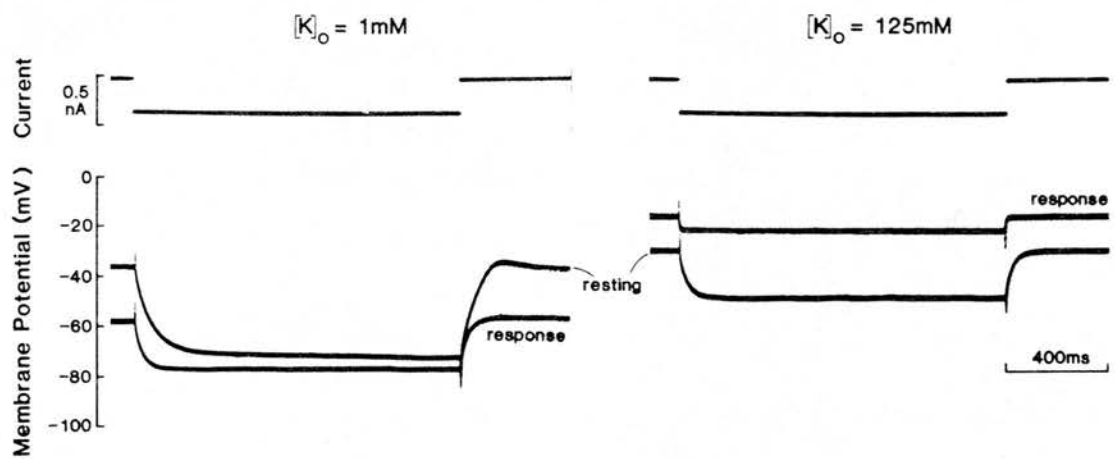 [K]o = 1mM
[K]o = 125mM
Current
0.5
nA
Membrane Potential (mV)
0
-20
-40
-60
-80
-100
response
resting
response
400ms